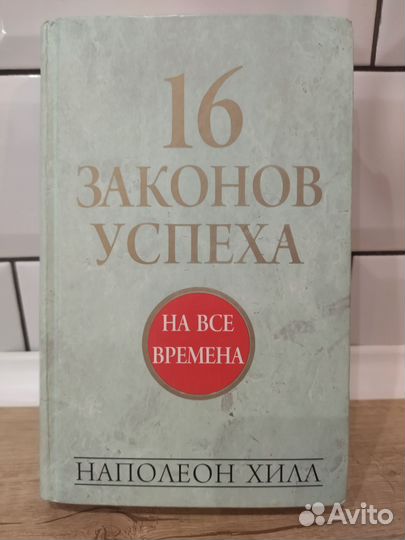 16
ЗАКОНОВ
УСПЕХА
НА ВСЕ
ВРЕМЕНА
НАПОЛЕОН ХИЛЛ
Avito